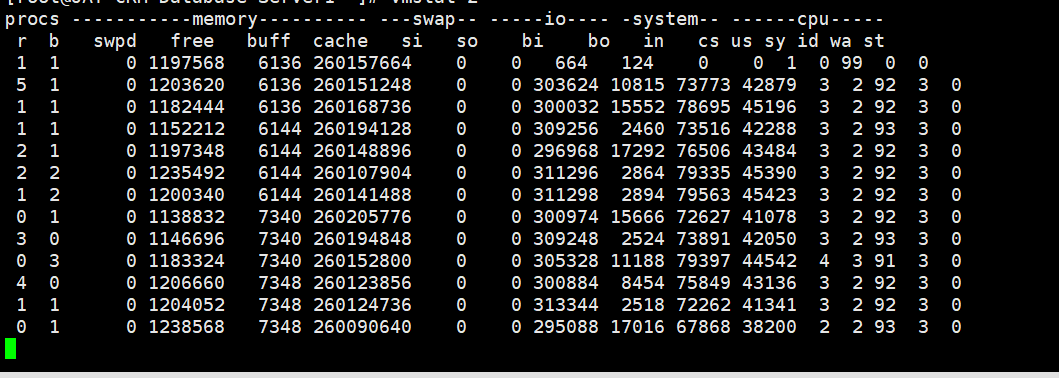 procs -----------memory---------- ---swap-- -----io---- -system-- ------cpu-----
 r  b   swpd   free   buff  cache   si   so    bi    bo   in   cs us sy id wa st
 1  1      0 1197568   6136 260157664    0    0   664   124    0    0  1  0 99  0  0
 5  1      0 1203620   6136 260151248    0    0 303624 10815 73773 42879  3  2 92  3  0
 1  1      0 1182444   6136 260168736    0    0 300032 15552 78695 45196  3  2 92  3  0
 1  1      0 1152212   6144 260194128    0    0 309256  2460 73516 42288  3  2 93  3  0
 2  1      0 1197348   6144 260148896    0    0 296968 17292 76506 43484  3  2 92  3  0
 2  2      0 1235492   6144 260107904    0    0 311296  2864 79335 45390  3  2 92  3  0
 1  2      0 1200340   6144 260141488    0    0 311298  2894 79563 45423  3  2 92  3  0
 0  1      0 1138832   7340 260205776    0    0 300974 15666 72627 41078  3  2 92  3  0
 3  0      0 1146696   7340 260194848    0    0 309248  2524 73891 42050  3  2 93  3  0
 0  3      0 1183324   7340 260152800    0    0 305328 11188 79397 44542  4  3 91  3  0
 4  0      0 1206660   7348 260123856    0    0 300884  8454 75849 43136  3  2 92  3  0
 1  1      0 1204052   7348 260124736    0    0 313344  2518 72262 41341  3  2 92  3  0
 0  1      0 1238568   7348 260090640    0    0 295088 17016 67868 38200  2  2 93  3  0